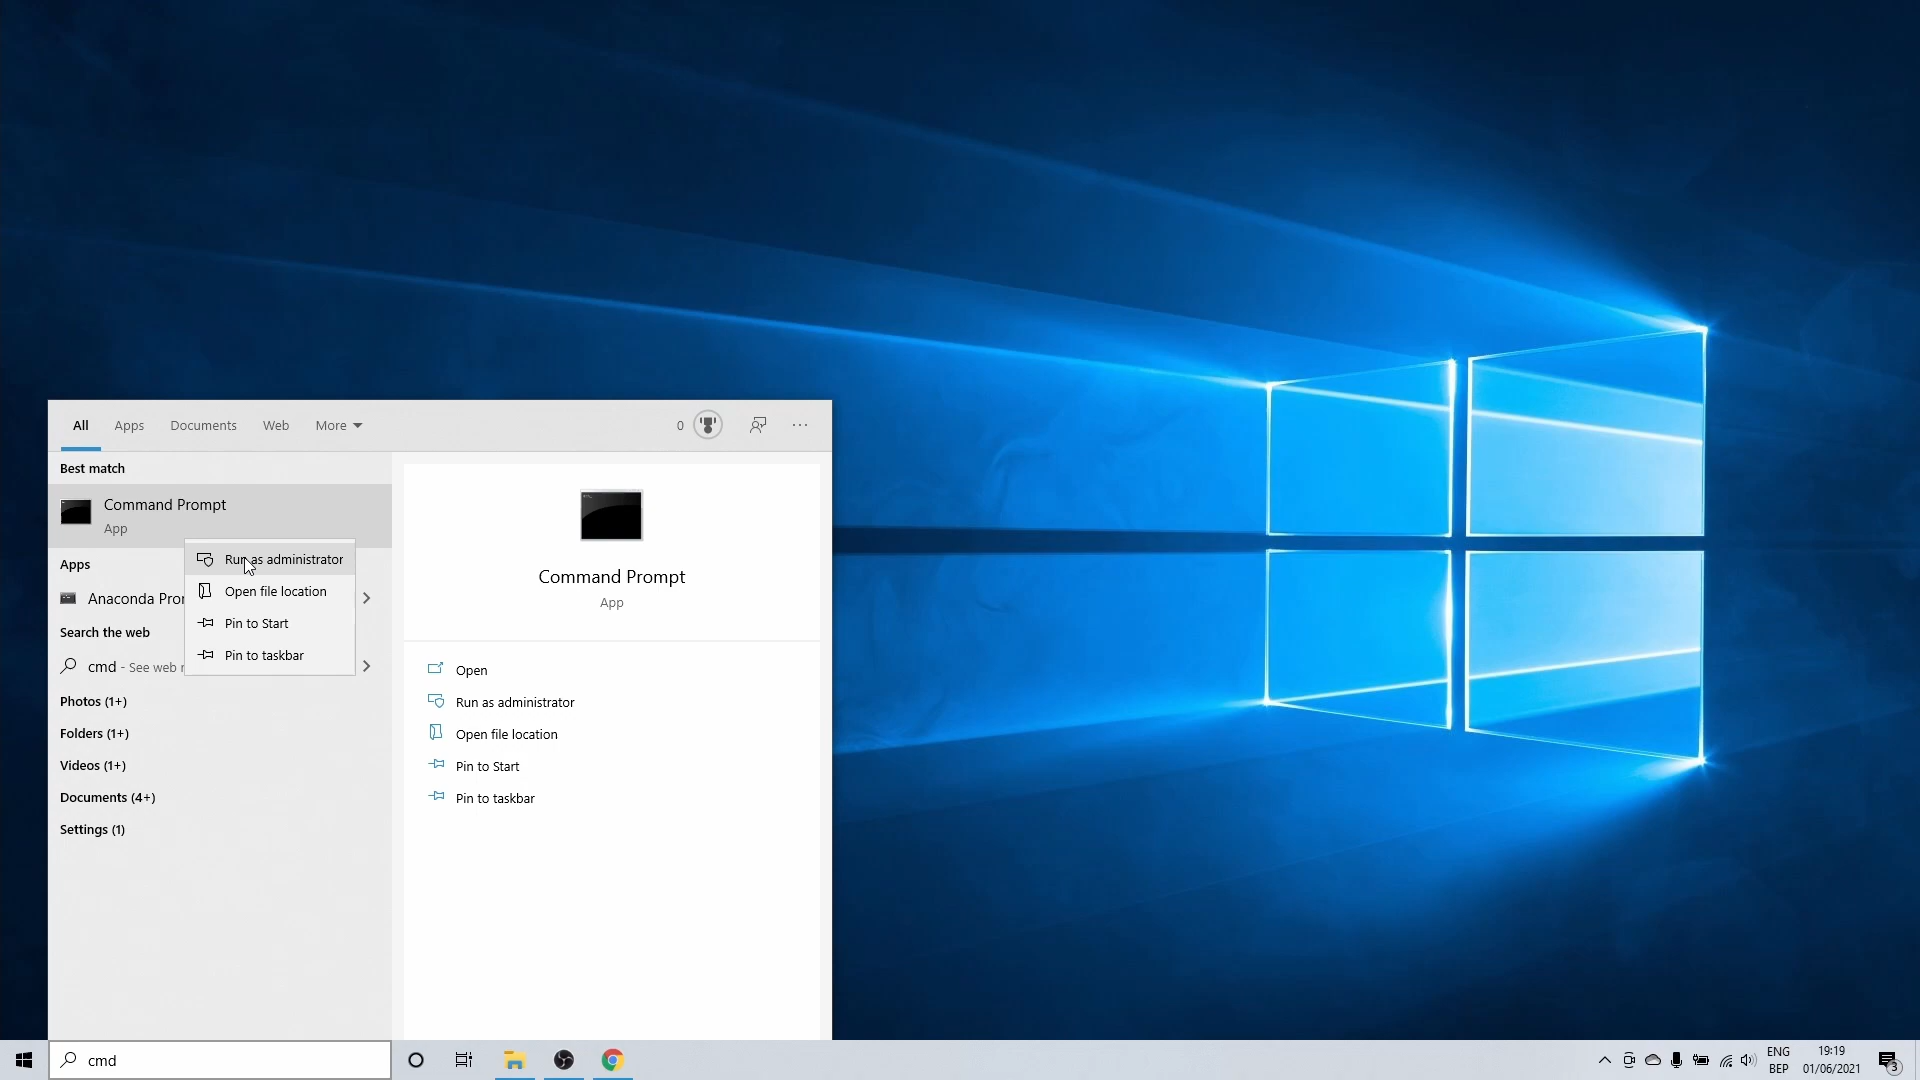 All Apps Documents Web More 0 ...
Best match
Command Prompt
App
Run as administrator
Open file location
Pin to Start
Pin to taskbar
Apps
Anaconda Pro
Search the web
cmd - See web
Photos (1+)
Folders (1+)
Videos (1+)
Documents (4+)
Settings (1)
Command Prompt
App
Open
Run as administrator
Open file location
Pin to Start
Pin to taskbar
cmd
ENG
BEP
19:19
01/06/2021
3